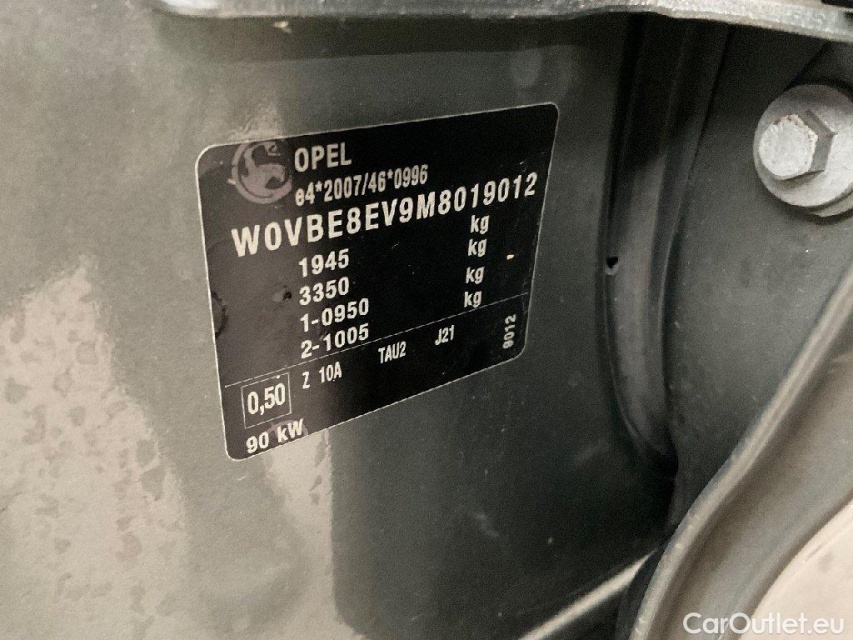 OPEL
e4*2007/46*0996
W0VBE8EV9M8019012
1945 kg
3350 kg
1-0950 kg
2-1005 kg
0,50 Z 10A TAU2 J21 9012
90 kW
CarOutlet.eu